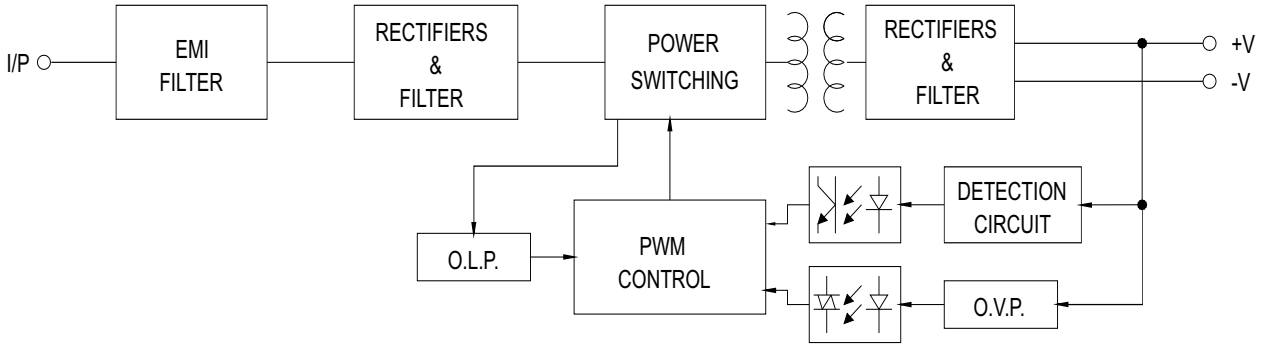 I/P
EMI
FILTER
RECTIFIERS
&
FILTER
POWER
SWITCHING
RECTIFIERS
&
FILTER
+V
-V
O.L.P.
PWM
CONTROL
DETECTION
CIRCUIT
O.V.P.